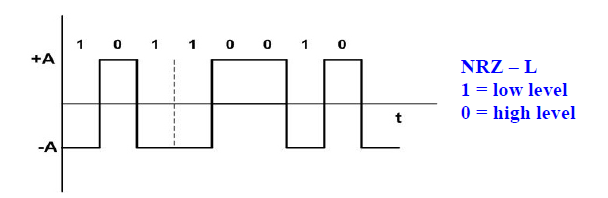 1 0 1 1 0 0 1 0
+A
NRZ – L
1 = low level
0 = high level
t
-A